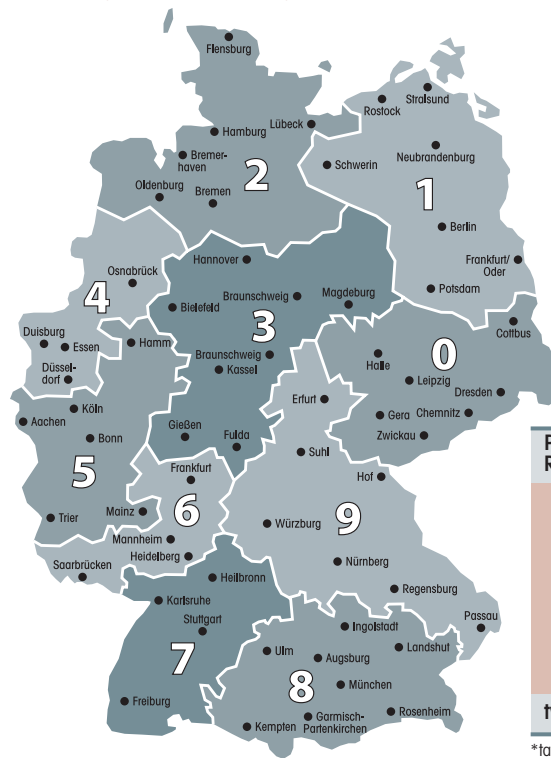 Flensburg
Stralsund
Rostock
Lübeck
Hamburg
Neubrandenburg
Bremer-
haven
Schwerin
2
1
Oldenburg
Bremen
Berlin
Hannover
Frankfurt/
Oder
Osnabrück
4
Potsdam
Braunschweig
Magdeburg
Bielefeld
3
Cottbus
Duisburg
Essen
Hamm
0
Braunschweig
Halle
Düssel-
dorf
Kassel
Leipzig
Dresden
Erfurt
Köln
Aachen
Gera
Chemnitz
Bonn
Gießen
Zwickau
Fulda
Suhl
5
Frankfurt
Hof
6
9
Mainz
Trier
Würzburg
Mannheim
Heidelberg
Nürnberg
Saarbrücken
Heilbronn
Regensburg
Karlsruhe
Stuttgart
Ingolstadt
Passau
7
Ulm
Landshut
Augsburg
8
München
Freiburg
Garmisch-
Partenkirchen
Rosenheim
Kempten